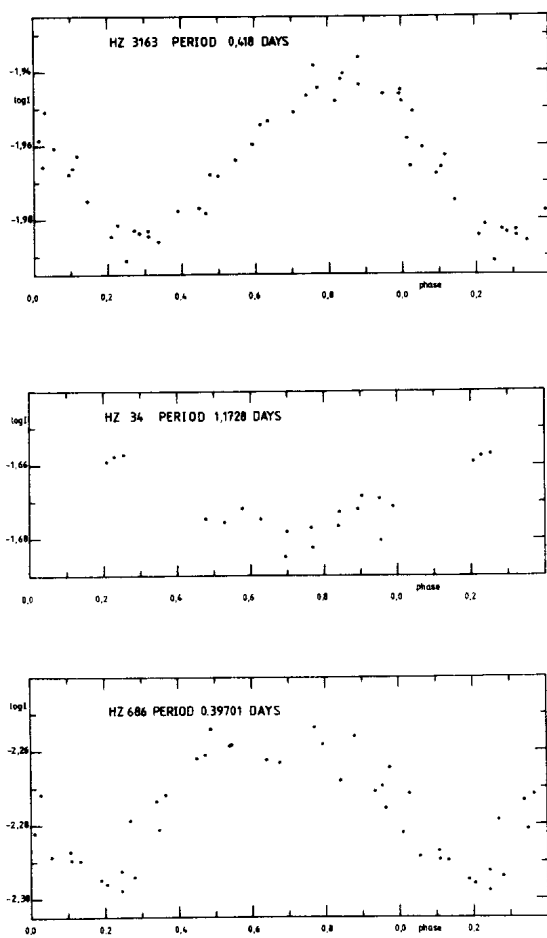 HZ 3163 PERIOD 0,418 DAYS
-1,94
logI
-1,96
-1,98
0,0 0,2 0,4 0,6 0,8 0,0 0,2
phase
HZ 34 PERIOD 1,1728 DAYS
logI
-1,66
-1,68
0,0 0,2 0,4 0,6 0,8 0,0 0,2
phase
HZ 686 PERIOD 0.39701 DAYS
logI
-2,26
-2,28
-2,30
0,0 0,2 0,4 0,6 0,8 0,0 0,2
phase